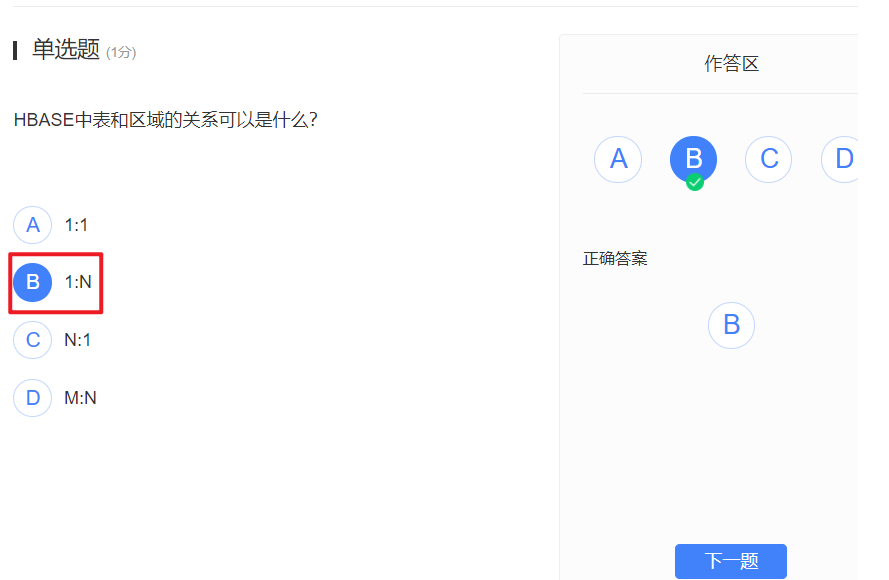 单选题 (1分)
HBASE中表和区域的关系可以是什么?
A 1:1
B 1:N
C N:1
D M:N
作答区
A B C D
正确答案
B
下一题